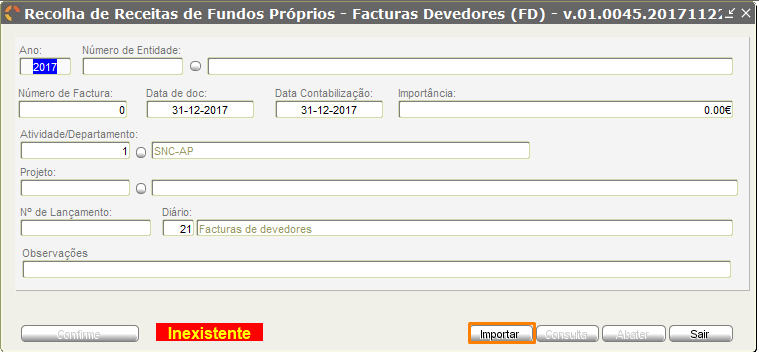 Recolha de Receitas de Fundos Próprios - Facturas Devedores (FD) - v.01.0045.20171122
Ano: Número de Entidade:
2017
Número de Factura: Data de doc: Data Contabilização: Importância:
0 31-12-2017 31-12-2017 0.00€
Atividade/Departamento:
1 SNC-AP
Projeto:
Nº de Lançamento: Diário:
21 Facturas de devedores
Observações
Confirme Inexistente Importar Consulta Abater Sair